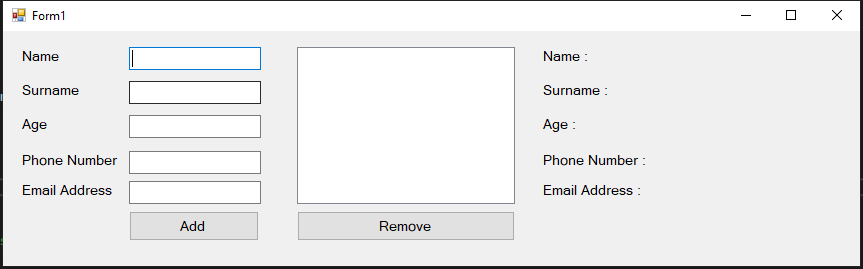 Form1
Name
Name :
Surname
Surname :
Age
Age :
Phone Number
Phone Number :
Email Address
Email Address :
Add
Remove